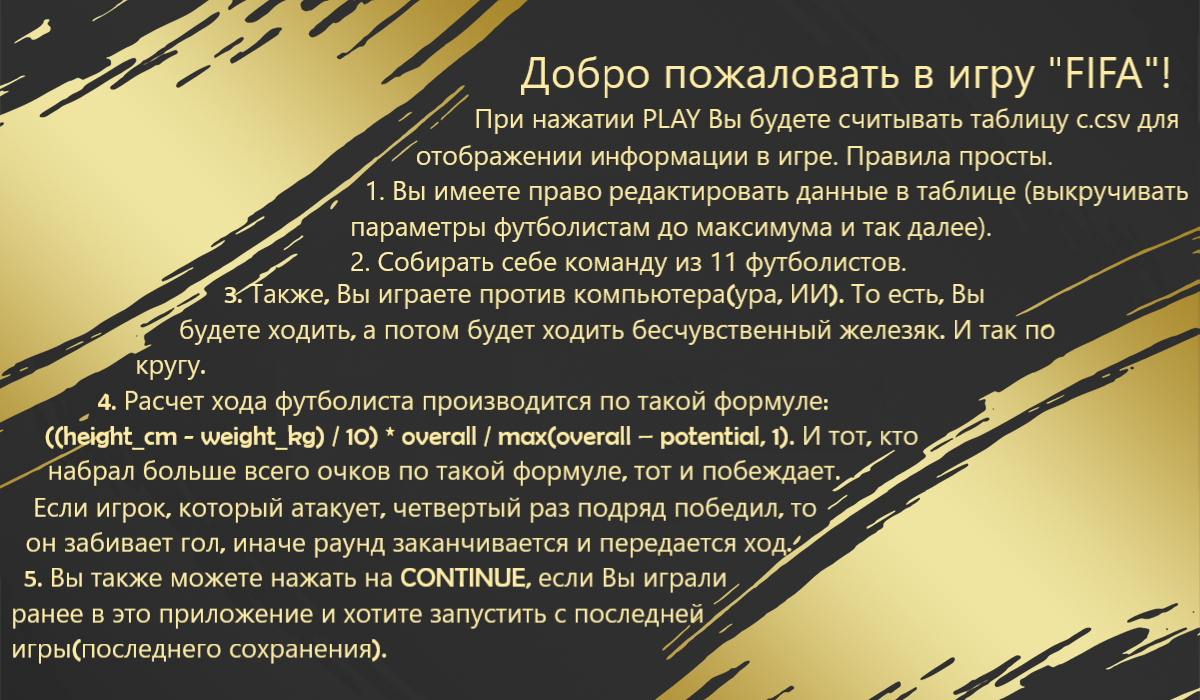 Добро пожаловать в игру "FIFA"!
При нажатии PLAY Вы будете считывать таблицу c.csv для
отображении информации в игре. Правила просты.
1. Вы имеете право редактировать данные в таблице (выкручивать
параметры футболистам до максимума и так далее).
2. Собирать себе команду из 11 футболистов.
3. Также, Вы играете против компьютера(ура, ИИ). То есть, Вы
будете ходить, а потом будет ходить бесчувственный железяк. И так по
кругу.
4. Расчет хода футболиста производится по такой формуле:
((height_cm - weight_kg) / 10) * overall / max(overall – potential, 1). И тот, кто
набрал больше всего очков по такой формуле, тот и побеждает.
Если игрок, который атакует, четвертый раз подряд победил, то
он забивает гол, иначе раунд заканчивается и передается ход.
5. Вы также можете нажать на CONTINUE, если Вы играли
ранее в это приложение и хотите запустить с последней
игры(последнего сохранения).